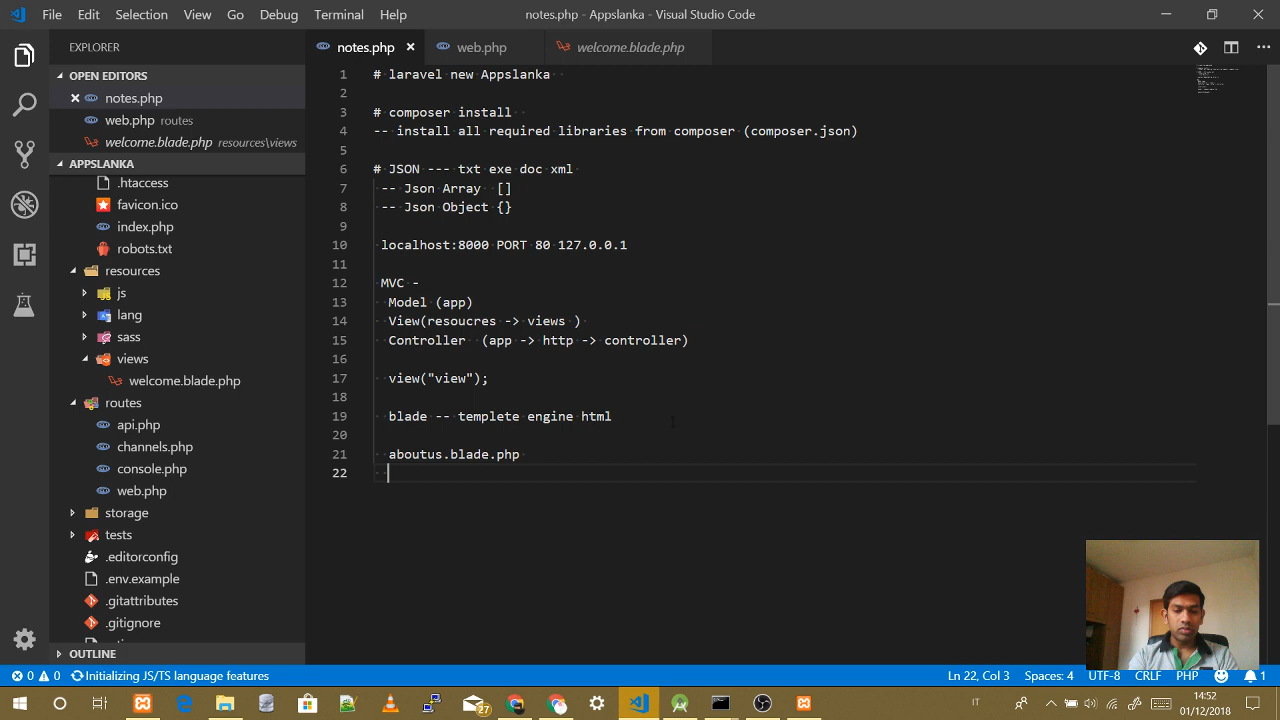 File Edit Selection View Go Debug Terminal Help
notes.php - Appslanka - Visual Studio Code
EXPLORER
OPEN EDITORS
notes.php
web.php routes
welcome.blade.php resources\views
APPSLANKA
.htaccess
favicon.ico
index.php
robots.txt
resources
js
lang
sass
views
welcome.blade.php
routes
api.php
channels.php
console.php
web.php
storage
tests
.editorconfig
.env.example
.gitattributes
.gitignore
OUTLINE
notes.php web.php welcome.blade.php
1 # laravel new Appslanka
2
3 # composer install
4 -- install all required libraries from composer (composer.json)
5
6 # JSON --- txt exe doc xml
7 -- Json Array []
8 -- Json Object {}
9
10 localhost:8000 PORT 80 127.0.0.1
11
12 MVC -
13 Model (app)
14 View(resoucres -> views )
15 Controller (app -> http -> controller)
16
17 view("view");
18
19 blade -- templete engine html
20
21 aboutus.blade.php
22
0 0 Initializing JS/TS language features
Ln 22, Col 3 Spaces: 4 UTF-8 CRLF PHP 1
27
IT
14:52
01/12/2018